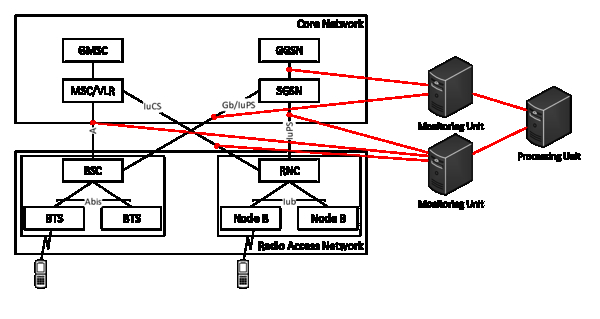 Core Network
GMSC
GGSN
MSC/VLR
SGSN
IuCS
Gb/IuPS
A
IuPS
Monitoring Unit
Processing Unit
Monitoring Unit
BSC
RNC
Abis
Iub
BTS
BTS
Node B
Node B
Radio Access Network